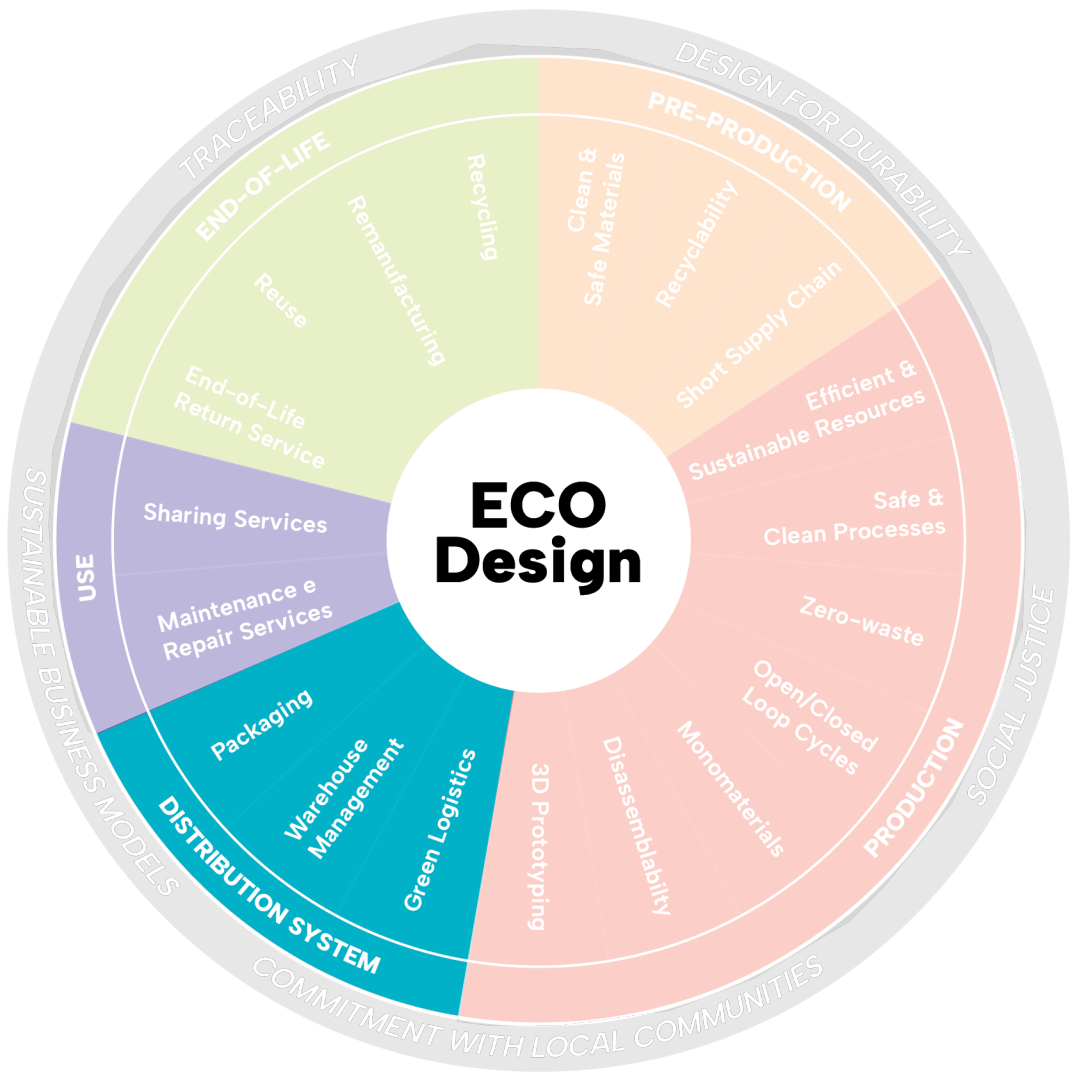 ECO
Design
DESIGN FOR DURABILITY
PRE-PRODUCTION
Clean &
Safe Materials
Recyclability
Short Supply Chain
SOCIAL JUSTICE
PRODUCTION
Efficient &
Sustainable Resources
Safe &
Clean Processes
Zero-waste
Open/Closed
Loop Cycles
Monomaterials
Disassemblabilty
3D Prototyping
COMMITMENT WITH LOCAL COMMUNITIES
DISTRIBUTION SYSTEM
Green Logistics
Warehouse
Management
Packaging
SUSTAINABLE BUSINESS MODELS
USE
Maintenance e
Repair Services
Sharing Services
TRACEABILITY
END-OF-LIFE
End-of-Life
Return Service
Reuse
Remanufacturing
Recycling